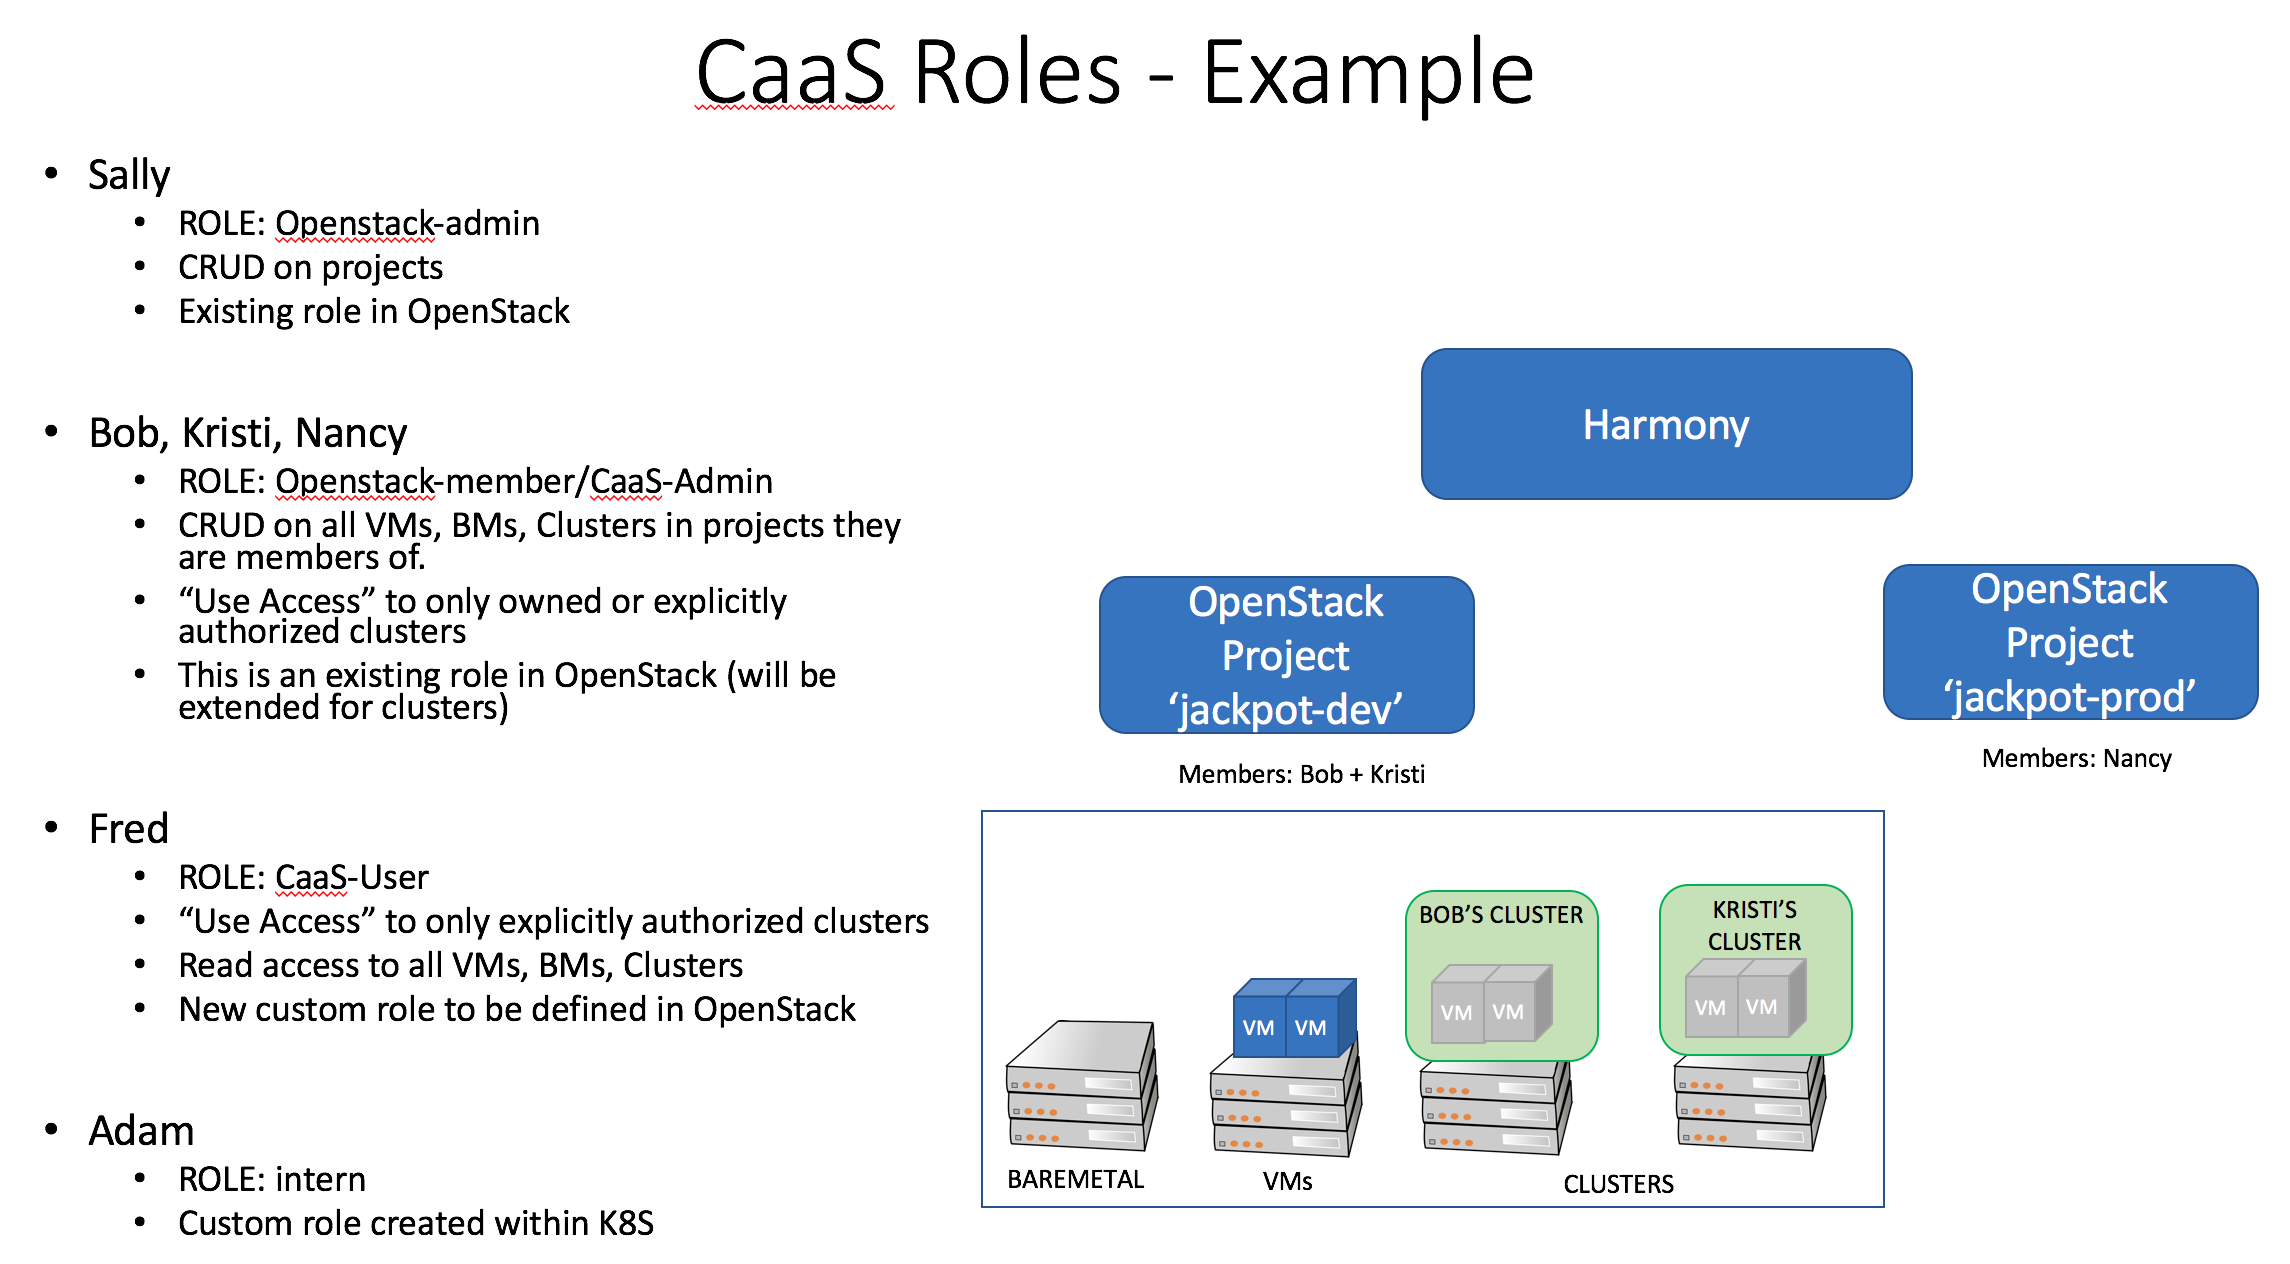 CaaS Roles - Example
• Sally
• ROLE: Openstack-admin
• CRUD on projects
• Existing role in OpenStack
• Bob, Kristi, Nancy
• ROLE: Openstack-member/CaaS-Admin
• CRUD on all VMs, BMs, Clusters in projects they
are members of.
• “Use Access” to only owned or explicitly
authorized clusters
• This is an existing role in OpenStack (will be
extended for clusters)
• Fred
• ROLE: CaaS-User
• “Use Access” to only explicitly authorized clusters
• Read access to all VMs, BMs, Clusters
• New custom role to be defined in OpenStack
• Adam
• ROLE: intern
• Custom role created within K8S
Harmony
OpenStack
Project
‘jackpot-dev’
Members: Bob + Kristi
OpenStack
Project
‘jackpot-prod’
Members: Nancy
BAREMETAL
VM VM
VMs
BOB’S CLUSTER
VM VM
KRISTI’S
CLUSTER
VM VM
CLUSTERS